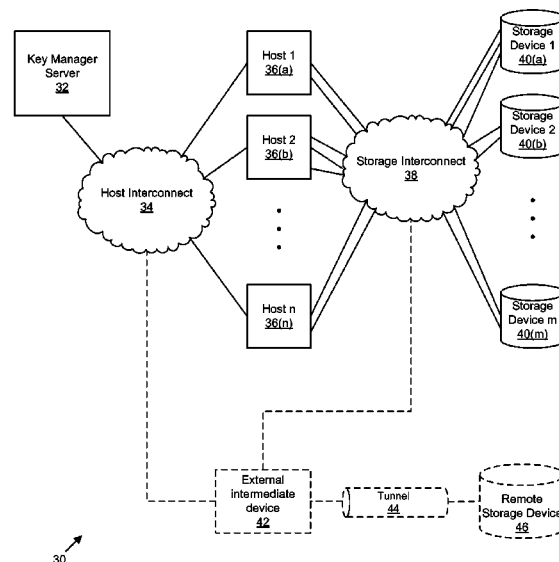 Key Manager
Server
32
Host Interconnect
34
Host 1
36(a)
Host 2
36(b)
Host n
36(n)
Storage Interconnect
38
Storage
Device 1
40(a)
Storage
Device 2
40(b)
Storage
Device m
40(m)
External
intermediate
device
42
Tunnel
44
Remote
Storage Device
46
30